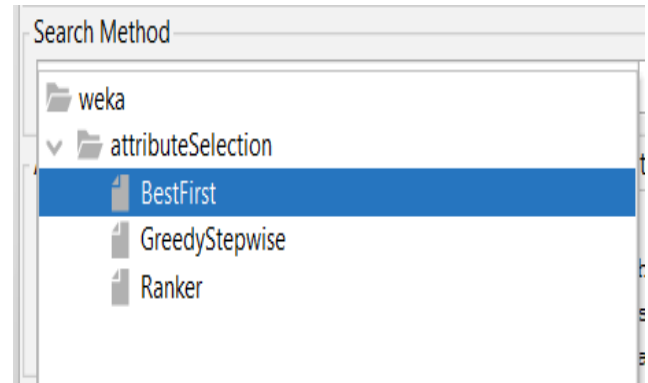 Search Method
weka
attributeSelection
BestFirst
GreedyStepwise
Ranker